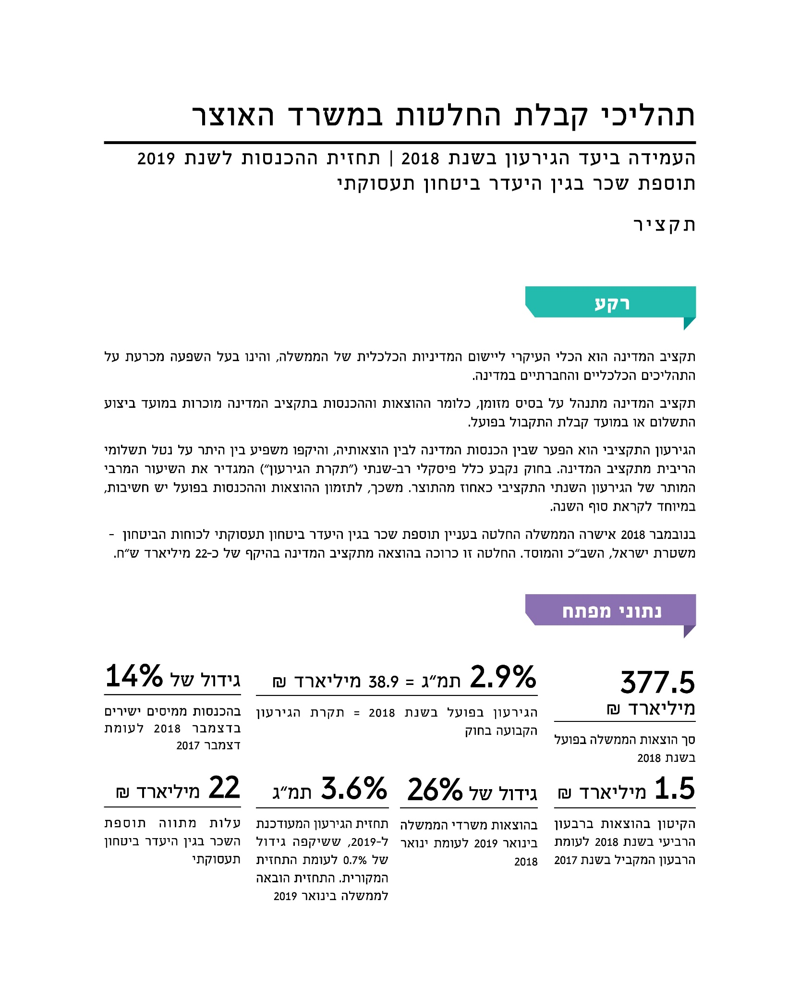 תהליכי קבלת החלטות במשרד האוצר
העמידה ביעד הגירעון בשנת 2018 | תחזית ההכנסות לשנת 2019
תוספת שכר בגין היעדר ביטחון תעסוקתי
תקציר
רקע
תקציב המדינה הוא הכלי העיקרי ליישום המדיניות הכלכלית של הממשלה, והינו בעל השפעה מכרעת על
התהליכים הכלכליים והחברתיים במדינה.
תקציב המדינה מתנהל על בסיס מזומן, כלומר ההוצאות וההכנסות בתקציב המדינה מוכרות במועד ביצוע
התשלום או במועד קבלת התקבול בפועל.
הגירעון התקציבי הוא הפער שבין הכנסות המדינה לבין הוצאותיה, והיקפו משפיע בין היתר על נטל תשלומי
הריבית מתקציב המדינה. בחוק נקבע כלל פיסקלי רב-שנתי ("תקרת הגירעון") המגדיר את השיעור המרבי
המותר של הגירעון השנתי התקציבי כאחוז מהתוצר. משכך, לתזמון ההוצאות וההכנסות בפועל יש חשיבות,
במיוחד לקראת סוף השנה.
בנובמבר 2018 אישרה הממשלה החלטה בעניין תוספת שכר בגין היעדר ביטחון תעסוקתי לכוחות הביטחון -
משטרת ישראל, השב"כ והמוסד. החלטה זו כרוכה בהוצאה מתקציב המדינה בהיקף של כ-22 מיליארד ש"ח.
נתוני מפתח
377.5
מיליארד ₪
סך הוצאות הממשלה בפועל
בשנת 2018
2.9% תמ"ג = 38.9 מיליארד ₪
הגירעון בפועל בשנת 2018 = תקרת הגירעון
הקבועה בחוק
גידול של 14%
בהכנסות ממיסים ישירים
בדצמבר 2018 לעומת
דצמבר 2017
1.5 מיליארד ₪
הקיטון בהוצאות ברבעון
הרביעי בשנת 2018 לעומת
הרבעון המקביל בשנת 2017
גידול של 26%
בהוצאות משרדי הממשלה
בינואר 2019 לעומת ינואר
2018
3.6% תמ"ג
תחזית הגירעון המעודכנת
ל-2019, ששיקפה גידול
של 0.7% לעומת התחזית
המקורית. התחזית הובאה
לממשלה בינואר 2019
22 מיליארד ₪
עלות מתווה תוספת
השכר בגין היעדר ביטחון
תעסוקתי